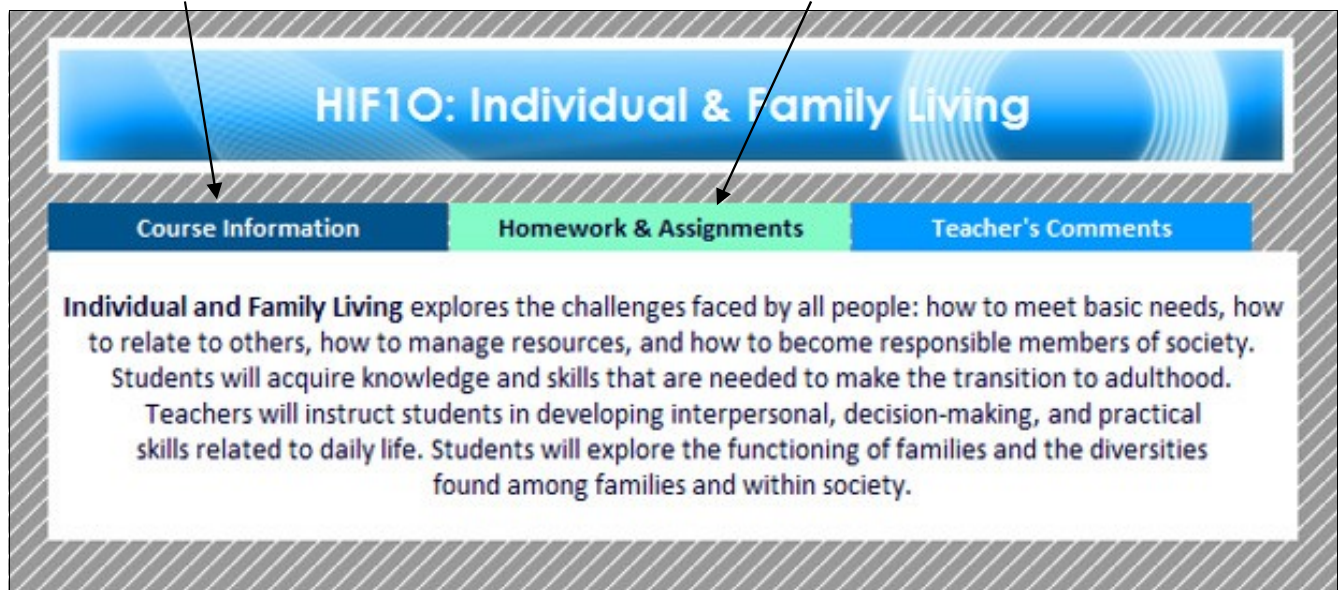 HIF1O: Individual & Family Living
Course Information
Homework & Assignments
Teacher's Comments
Individual and Family Living explores the challenges faced by all people: how to meet basic needs, how
to relate to others, how to manage resources, and how to become responsible members of society.
Students will acquire knowledge and skills that are needed to make the transition to adulthood.
Teachers will instruct students in developing interpersonal, decision-making, and practical
skills related to daily life. Students will explore the functioning of families and the diversities
found among families and within society.